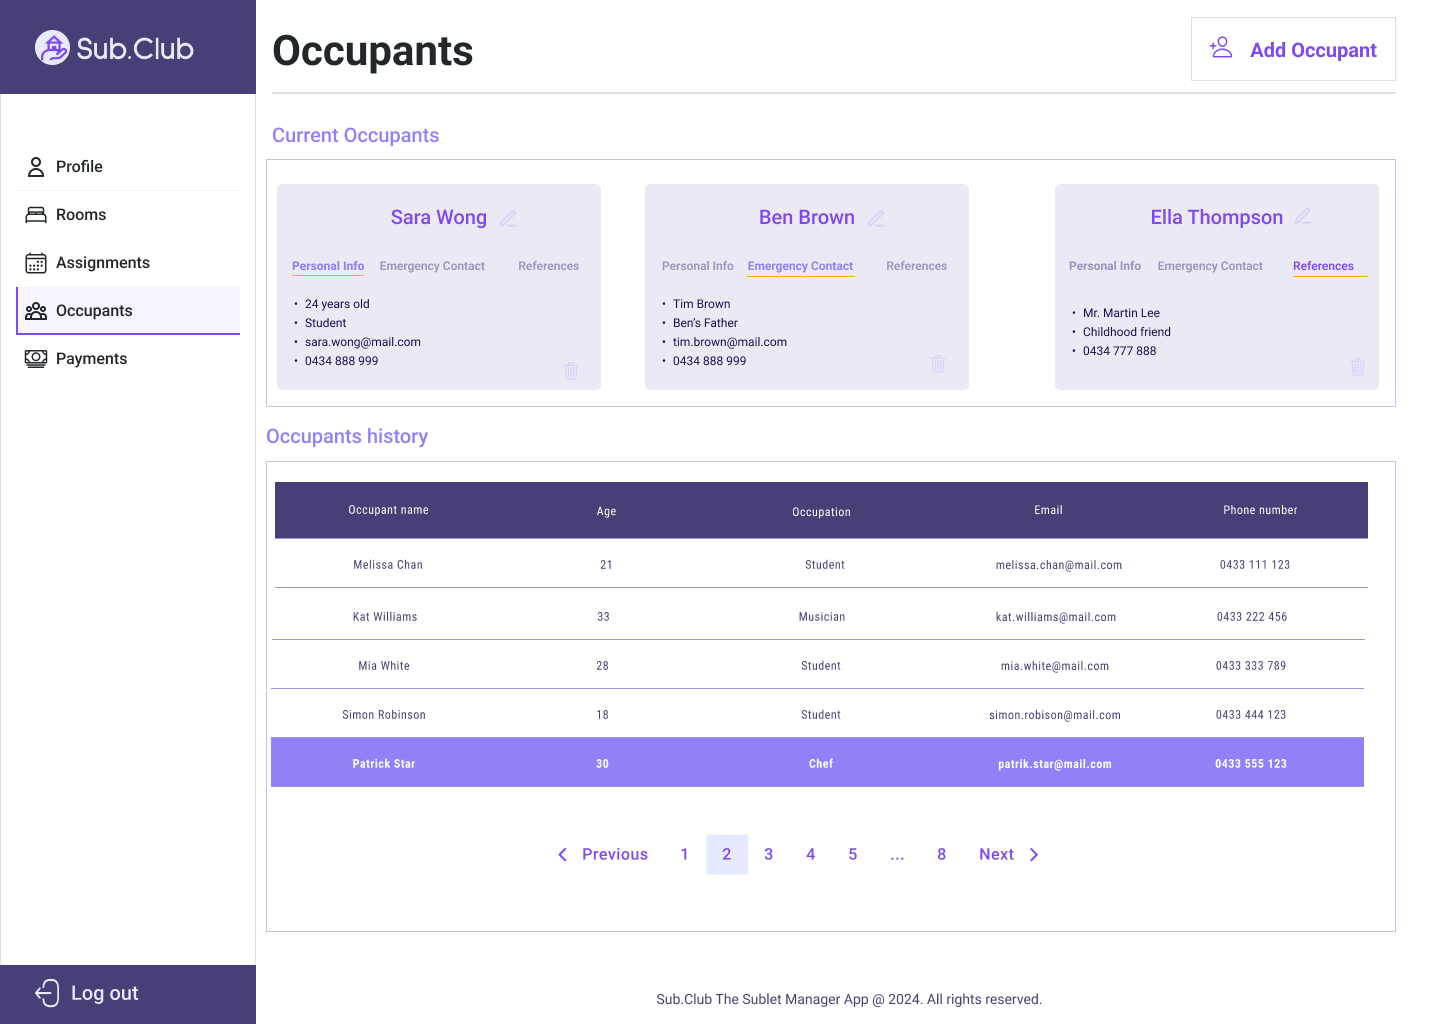 Sub.Club
Occupants
Add Occupant
Profile
Rooms
Assignments
Occupants
Payments
Log out
Current Occupants
Sara Wong
Personal Info Emergency Contact References
• 24 years old
• Student
• sara.wong@mail.com
• 0434 888 999
Ben Brown
Personal Info Emergency Contact References
• Tim Brown
• Ben’s Father
• tim.brown@mail.com
• 0434 888 999
Ella Thompson
Personal Info Emergency Contact References
• Mr. Martin Lee
• Childhood friend
• 0434 777 888
Occupants history
Occupant name Age Occupation Email Phone number
Melissa Chan 21 Student melissa.chan@mail.com 0433 111 123
Kat Williams 33 Musician kat.williams@mail.com 0433 222 456
Mia White 28 Student mia.white@mail.com 0433 333 789
Simon Robinson 18 Student simon.robison@mail.com 0433 444 123
Patrick Star 30 Chef patrik.star@mail.com 0433 555 123
Previous 1 2 3 4 5 ... 8 Next
Sub.Club The Sublet Manager App @ 2024. All rights reserved.